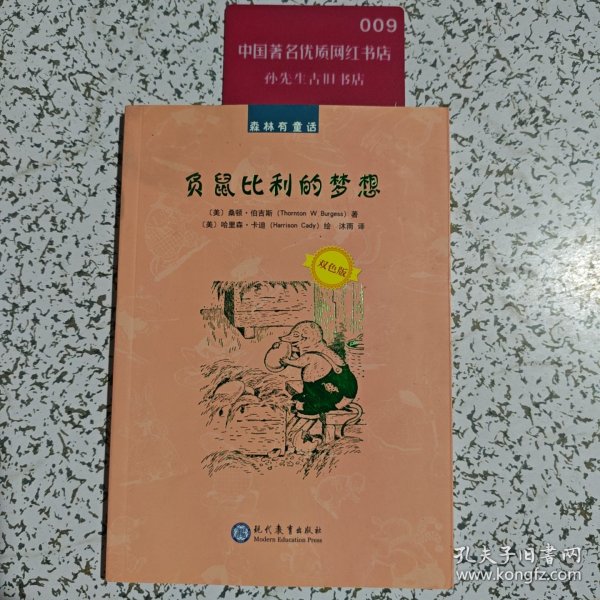 009
中国著名优质网红书店
孙先生古旧书店
森林有童话
负鼠比利的梦想
（美）桑顿·伯吉斯（Thornton W. Burgess）著
（美）哈里森·卡迪（Harrison Cady）绘 沐雨 译
双色版
现代教育出版社
Modern Education Press
孔夫子旧书网
www.kongfz.com